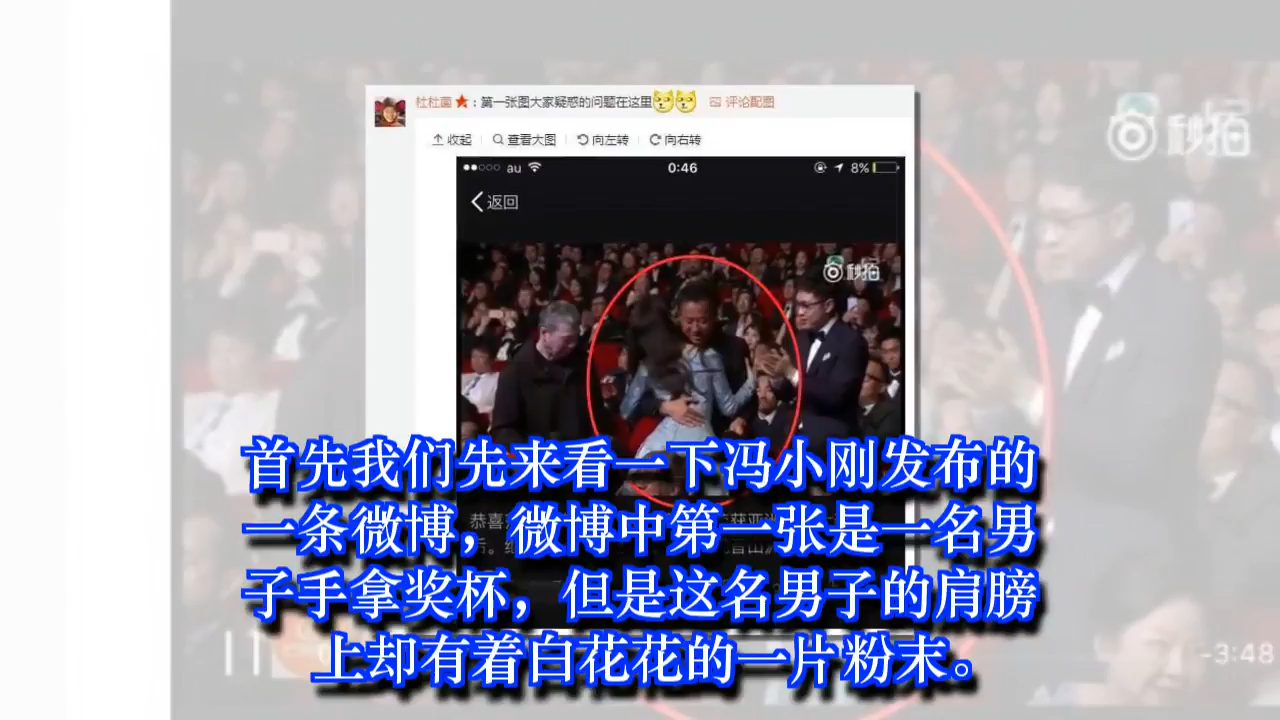 杜杜画：第一张图大家疑惑的问题在这里 评论配图
收起 查看大图 向左转 向右转
au 0:46 8%
返回
秒拍
秒拍
首先我们先来看一下冯小刚发布的
一条微博，微博中第一张是一名男
子手拿奖杯，但是这名男子的肩膀
上却有着白花花的一片粉末。
恭喜
-3:48